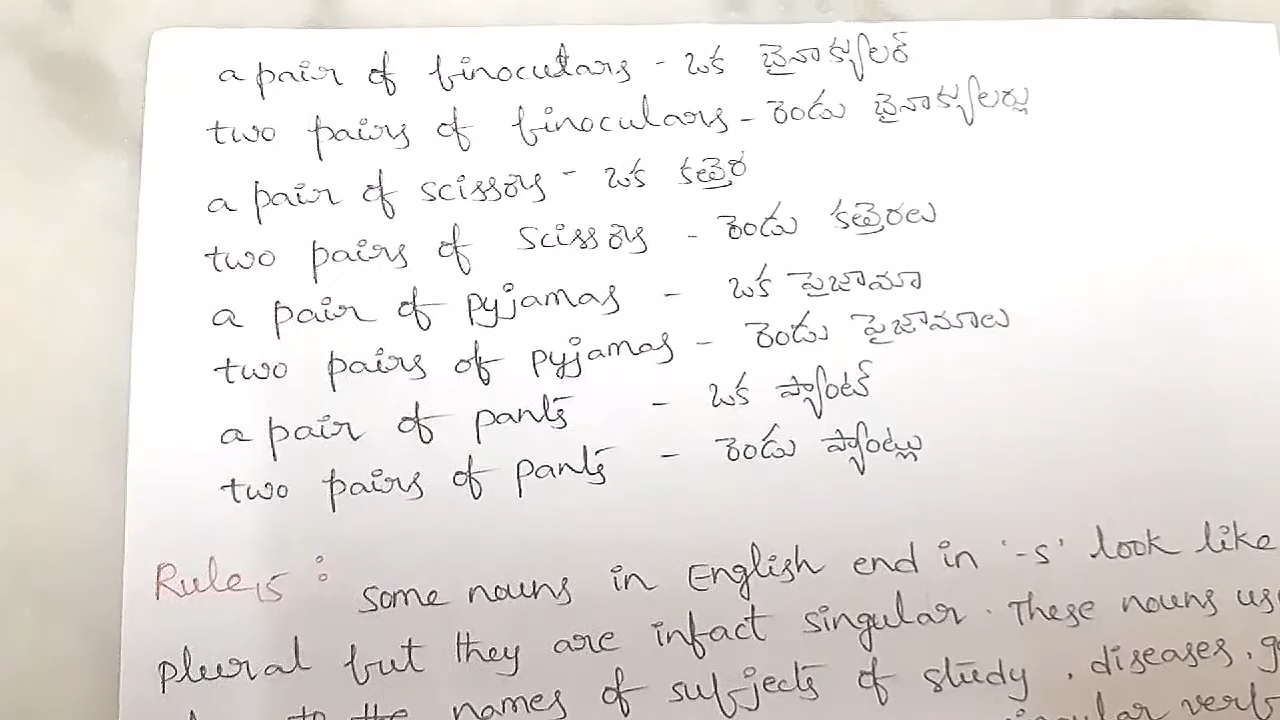 a pair of binoculars - ఒక బైనాక్యులర్
two pairs of binoculars - రెండు బైనాక్యులర్లు
a pair of scissors - ఒక కత్తెర
two pairs of scissors - రెండు కత్తెరలు
a pair of pyjamas - ఒక పైజామా
two pairs of pyjamas - రెండు పైజామాలు
a pair of pants - ఒక ప్యాంట్
two pairs of pants - రెండు ప్యాంట్లు
Rule 15 : some nouns in English end in '-s' look like
plural but they are infact singular. These nouns
the names of subjects of study, diseases,